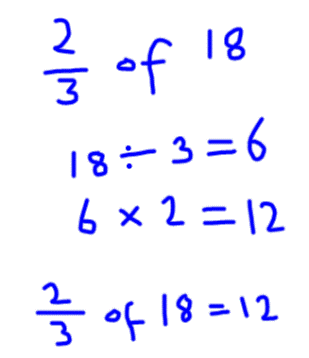 2/3 of 18
18 ÷ 3 = 6
6 × 2 = 12
2/3 of 18 = 12